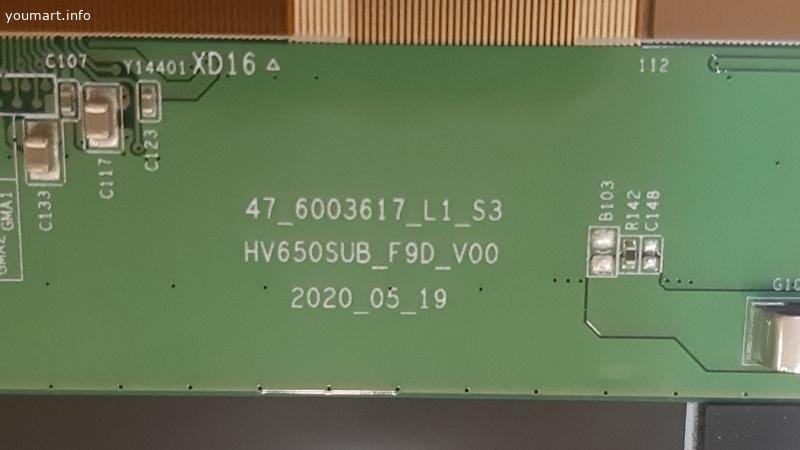 youmart.info
C107
Y14401 XD16
112
C123
C117
C133
GMA1
GMA2
47_6003617_L1_S3
HV650SUB_F9D_V00
2020_05_19
B103
R142
C148